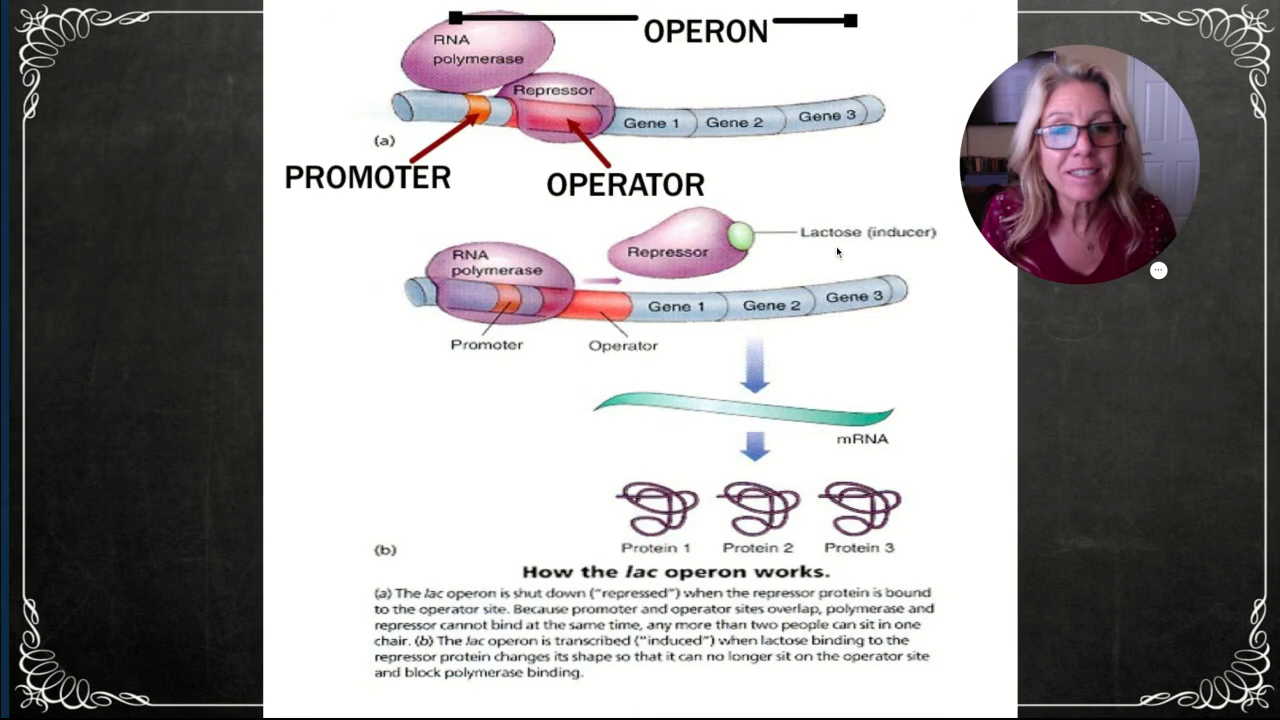 OPERON
RNA
polymerase
Repressor
Gene 1
Gene 2
Gene 3
(a)
PROMOTER
OPERATOR
Lactose (inducer)
Repressor
RNA
polymerase
Gene 1
Gene 2
Gene 3
Promoter
Operator
mRNA
Protein 1
Protein 2
Protein 3
(b)
How the lac operon works.
(a) The lac operon is shut down ("repressed") when the repressor protein is bound
to the operator site. Because promoter and operator sites overlap, polymerase and
repressor cannot bind at the same time, any more than two people can sit in one
chair. (b) The lac operon is transcribed ("induced") when lactose binding to the
repressor protein changes its shape so that it can no longer sit on the operator site
and block polymerase binding.